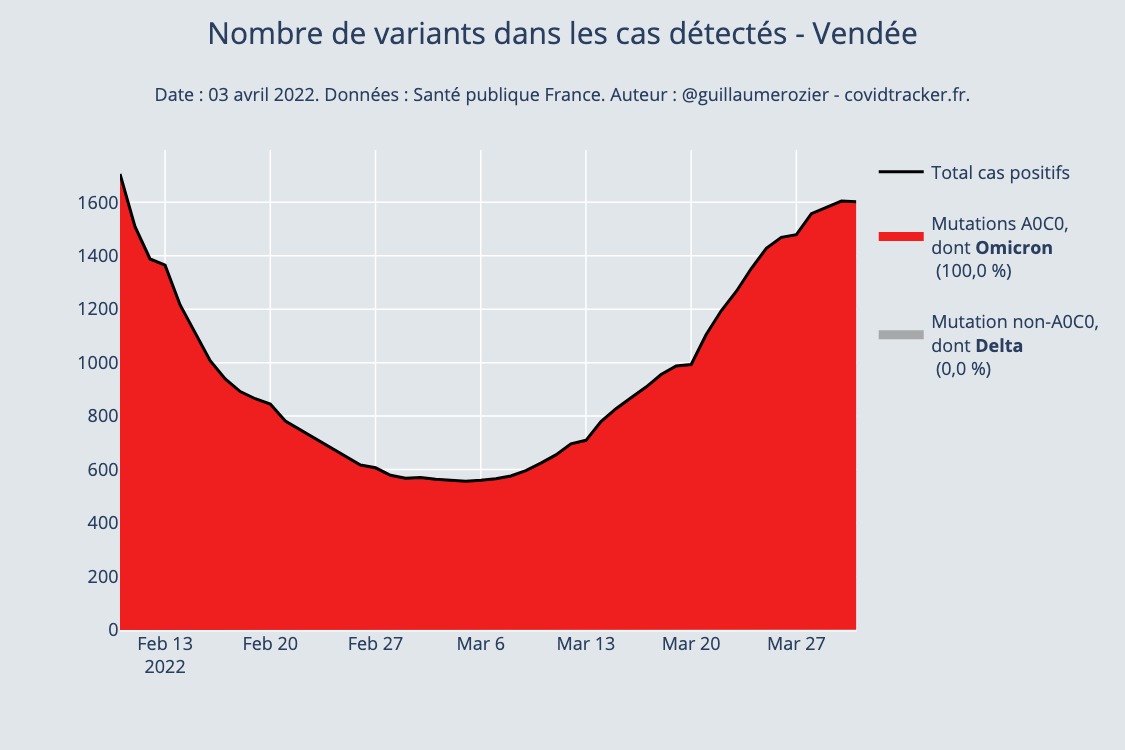 Nombre de variants dans les cas détectés - Vendée
Date : 03 avril 2022. Données : Santé publique France. Auteur : @guillaumerozier - covidtracker.fr.
1600
1400
1200
1000
800
600
400
200
0
Feb 13
2022
Feb 20
Feb 27
Mar 6
Mar 13
Mar 20
Mar 27
Total cas positifs
Mutations A0C0,
dont Omicron
(100,0 %)
Mutation non-A0C0,
dont Delta
(0,0 %)